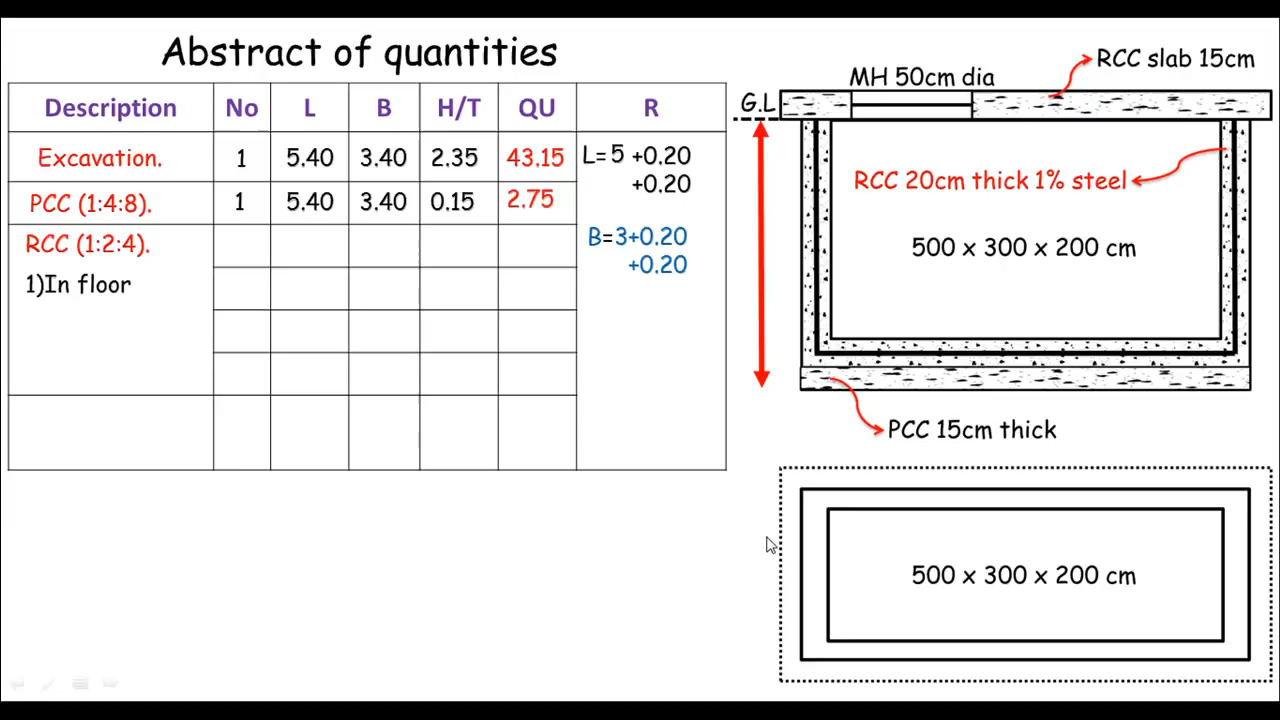 Abstract of quantities
Description No L B H/T QU R
Excavation. 1 5.40 3.40 2.35 43.15 L=5 +0.20
+0.20
PCC (1:4:8). 1 5.40 3.40 0.15 2.75
RCC (1:2:4). B=3+0.20
+0.20
1)In floor
MH 50cm dia
RCC slab 15cm
G.L
RCC 20cm thick 1% steel
500 x 300 x 200 cm
PCC 15cm thick
500 x 300 x 200 cm